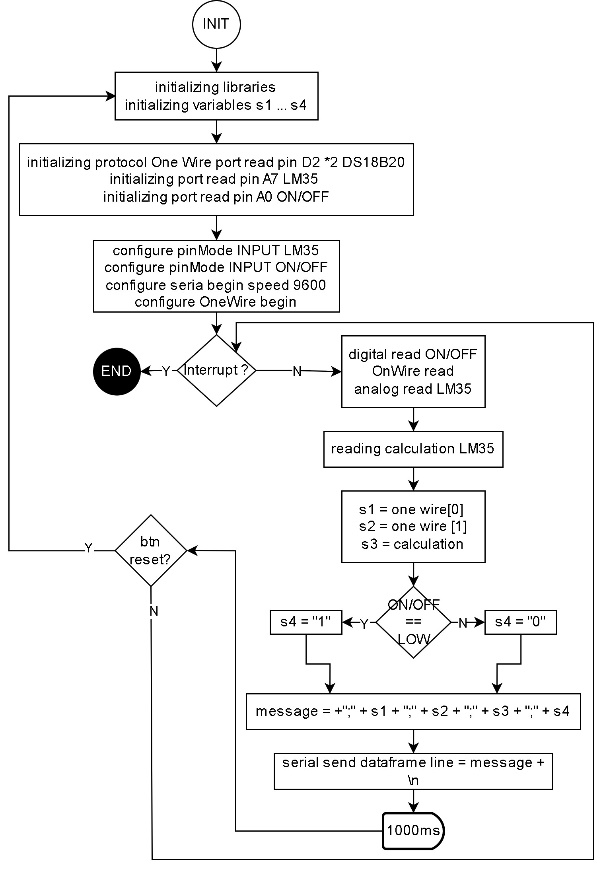 INIT
initializing libraries
initializing variables s1 ... s4
initializing protocol One Wire port read pin D2 *2 DS18B20
initializing port read pin A7 LM35
initializing port read pin A0 ON/OFF
configure pinMode INPUT LM35
configure pinMode INPUT ON/OFF
configure seria begin speed 9600
configure OneWire begin
END
Y
Interrupt ?
N
digital read ON/OFF
OnWire read
analog read LM35
reading calculation LM35
s1 = one wire[0]
s2 = one wire [1]
s3 = calculation
Y
btn
reset?
N
ON/OFF
==
LOW
s4 = "1"
Y
N
s4 = "0"
message = +";" + s1 + ";" + s2 + ";" + s3 + ";" + s4
serial send dataframe line = message +
\n
1000ms